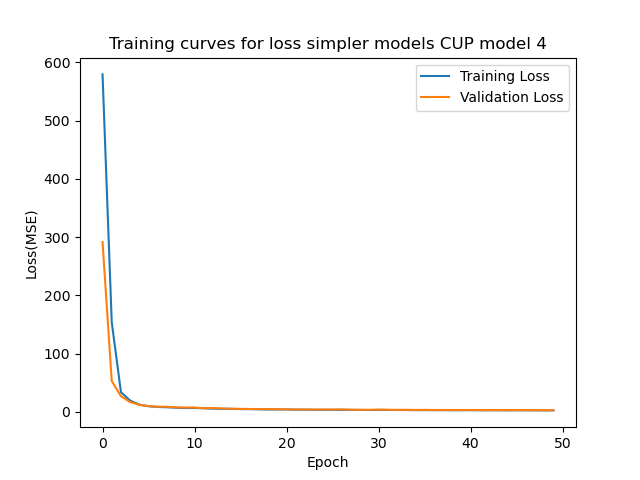 Training curves for loss simpler models CUP model 4
Training Loss
Validation Loss
Loss(MSE)
600
500
400
300
200
100
0
0 10 20 30 40 50
Epoch